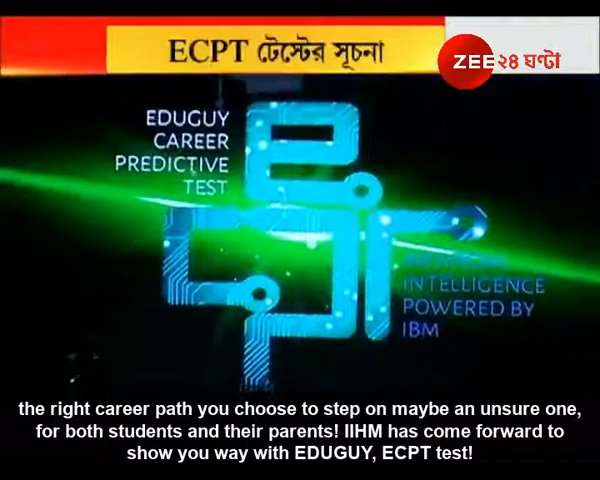 ECPT টেস্টের সূচনা
ZEE ২৪ ঘণ্টা
EDUGUY
CAREER
PREDICTIVE
TEST
INTELLIGENCE
POWERED BY
IBM
the right career path you choose to step on maybe an unsure one,
for both students and their parents! IIHM has come forward to
show you way with EDUGUY, ECPT test!